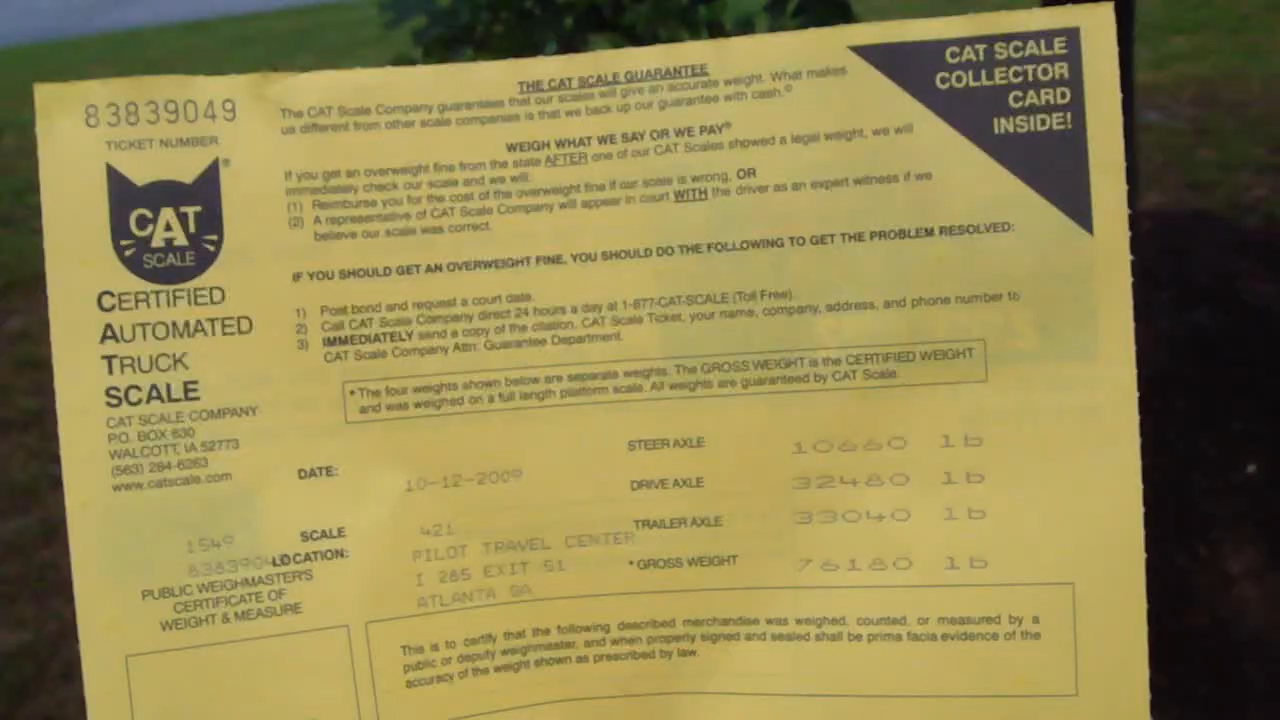 83839049
TICKET NUMBER
CAT
SCALE
®
CERTIFIED
AUTOMATED
TRUCK
SCALE
CAT SCALE COMPANY
P.O. BOX 630
WALCOTT, IA 52773
(563) 284-6263
www.catscale.com
THE CAT SCALE GUARANTEE
The CAT Scale Company guarantees that our scales will give an accurate weight. What makes
us different from other scale companies is that we back up our guarantee with cash.®
WEIGH WHAT WE SAY OR WE PAY®
If you get an overweight fine from the state AFTER one of our CAT Scales showed a legal weight, we will
immediately check our scale and we will:
(1) Reimburse you for the cost of the overweight fine if our scale is wrong, OR
(2) A representative of CAT Scale Company will appear in court WITH the driver as an expert witness if we
believe our scale was correct.
IF YOU SHOULD GET AN OVERWEIGHT FINE, YOU SHOULD DO THE FOLLOWING TO GET THE PROBLEM RESOLVED:
1) Post bond and request a court date.
2) Call CAT Scale Company direct 24 hours a day at 1-877-CAT-SCALE (Toll Free).
3) IMMEDIATELY send a copy of the citation, CAT Scale Ticket, your name, company, address, and phone number to
CAT Scale Company Attn: Guarantee Department.
* The four weights shown below are separate weights. The GROSS WEIGHT is the CERTIFIED WEIGHT
and was weighed on a full length platform scale. All weights are guaranteed by CAT Scale.
CAT SCALE
COLLECTOR
CARD
INSIDE!
DATE: 10-12-2009
SCALE 421
LOCATION: PILOT TRAVEL CENTER
I 285 EXIT 51
ATLANTA GA
STEER AXLE 10660 lb
DRIVE AXLE 32480 lb
TRAILER AXLE 33040 lb
* GROSS WEIGHT 76180 lb
1549
PUBLIC WEIGHMASTER'S
CERTIFICATE OF
WEIGHT & MEASURE
This is to certify that the following described merchandise was weighed, counted, or measured by a
public or deputy weighmaster, and when properly signed and sealed shall be prima facia evidence of the
accuracy of the weight shown as prescribed by law.